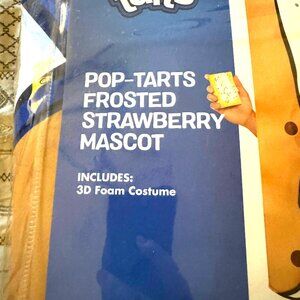 POP-TARTS
FROSTED
STRAWBERRY
MASCOT
INCLUDES:
3D Foam Costume